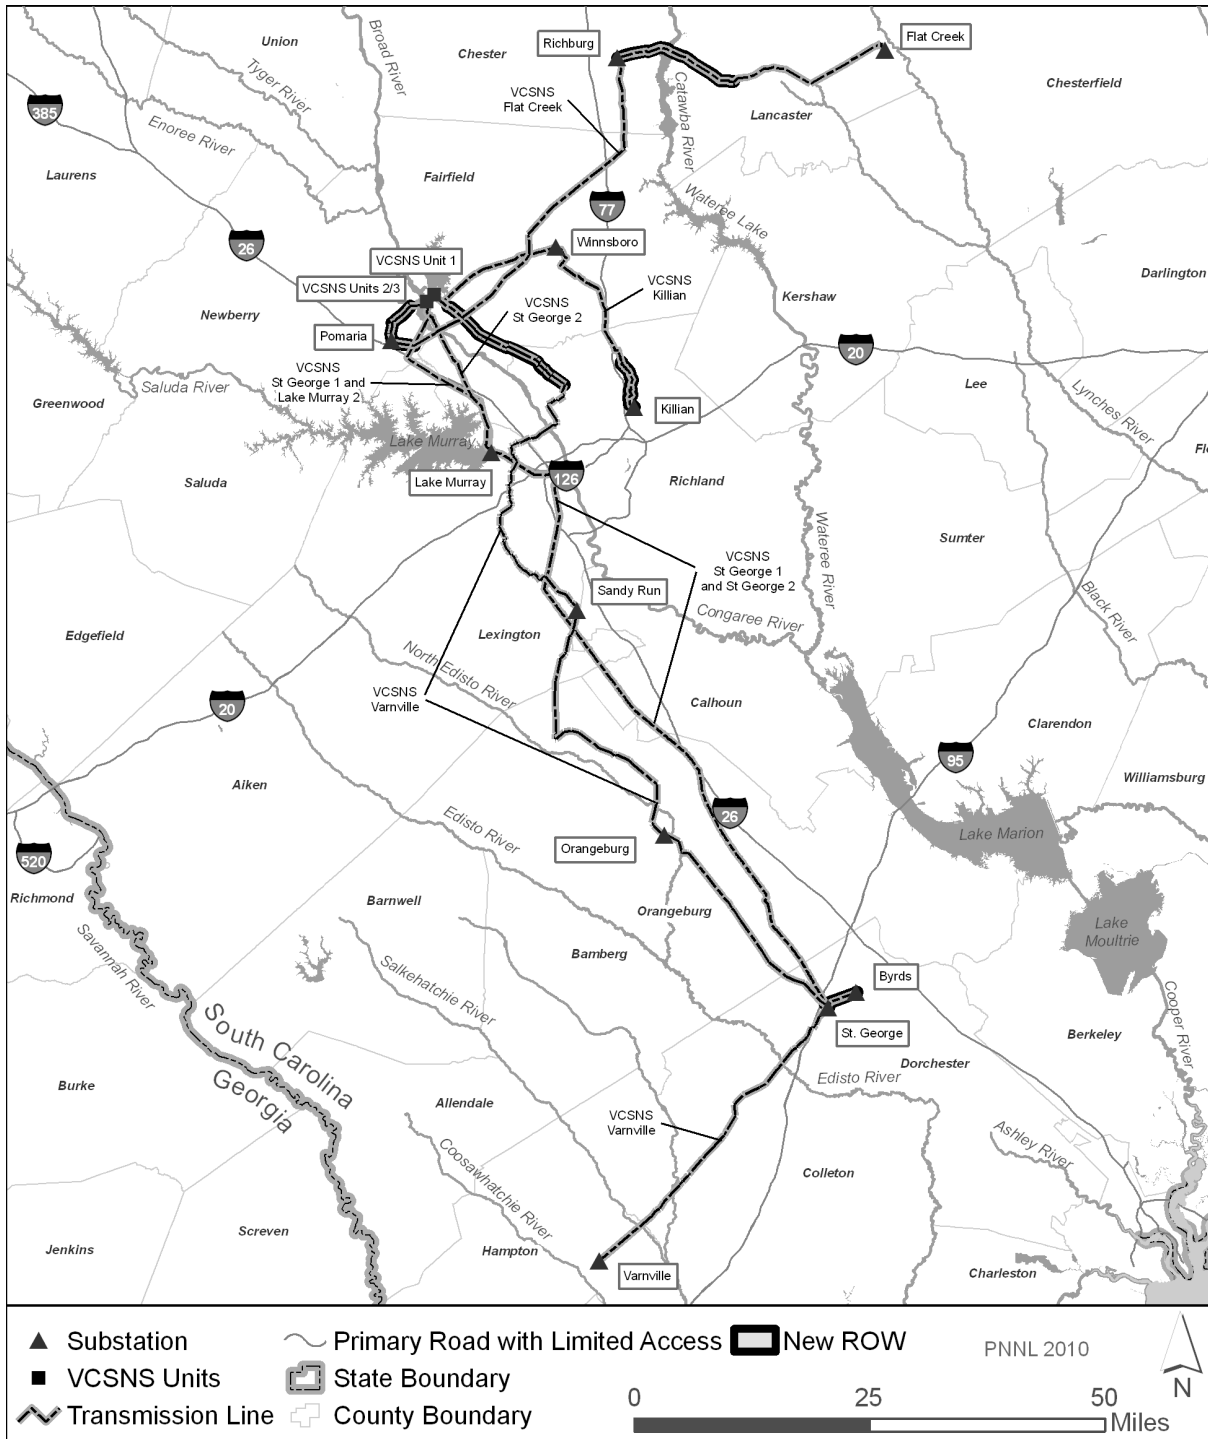 Union
Broad River
Chester
Richburg
Flat Creek
Tyger River
Chesterfield
385
VCSNS
Flat Creek
Catawba River
Lancaster
Enoree River
Laurens
Fairfield
Wateree Lake
77
26
Winnsboro
VCSNS Unit 1
Darlington
VCSNS Units 2/3
VCSNS
Killian
Kershaw
VCSNS
St George 2
Newberry
Pomaria
20
VCSNS
St George 1 and
Lake Murray 2
Saluda River
Lee
Greenwood
Killian
Lynches River
Lake Murray
Flo
Saluda
Lake Murray
126
Richland
Wateree River
Sumter
VCSNS
St George 1
and St George 2
Sandy Run
Congaree River
Black River
Edgefield
Lexington
North Edisto River
VCSNS
Varnville
20
Calhoun
Clarendon
95
Aiken
Williamsburg
Edisto River
26
Lake Marion
520
Orangeburg
Richmond
Barnwell
Orangeburg
Lake
Moultrie
Savannah River
Bamberg
Salkehatchie River
Byrds
Cooper River
South Carolina
St. George
Berkeley
Georgia
Dorchester
Burke
Edisto River
Allendale
VCSNS
Varnville
Ashley River
Coosawhatchie River
Colleton
Screven
Jenkins
Hampton
Varnville
Charleston
Substation
Primary Road with Limited Access
New ROW
PNNL 2010
VCSNS Units
State Boundary
N
Transmission Line
County Boundary
0 25 50
Miles